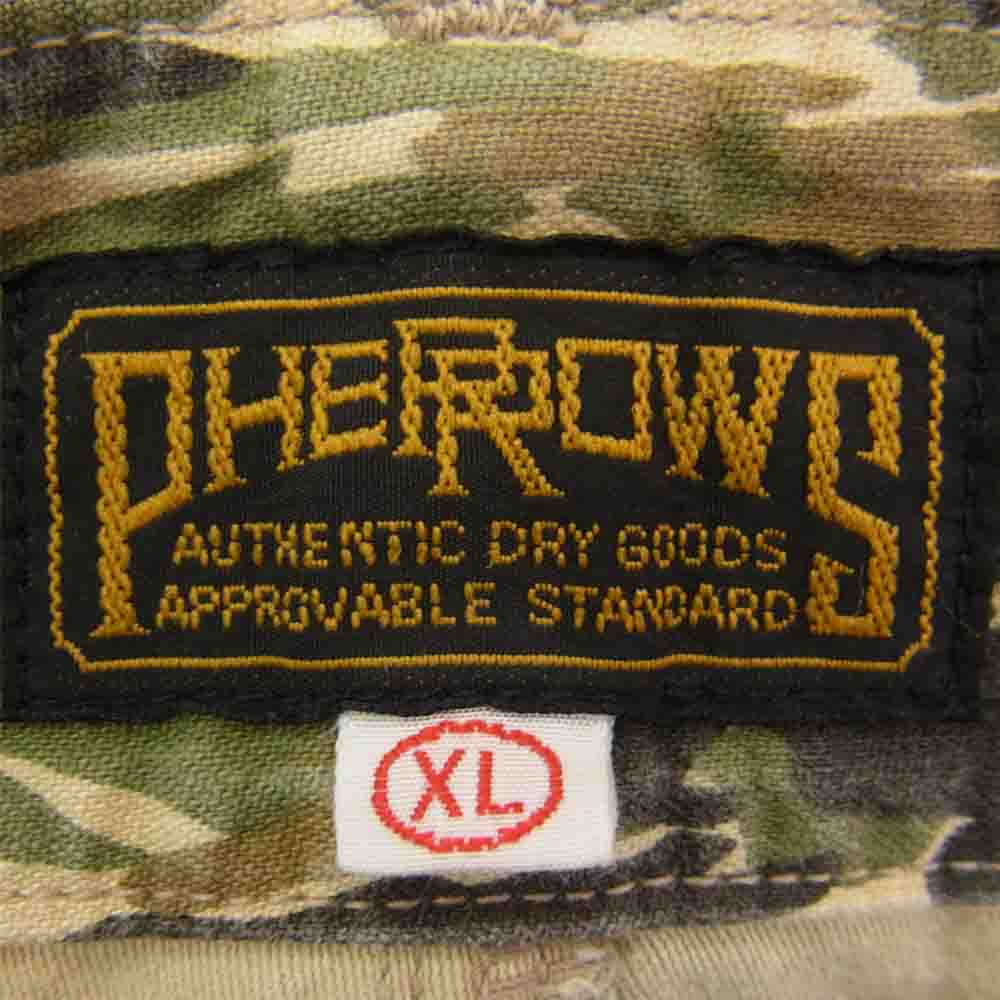 PHERROWS
AUTHENTIC DRY GOODS
APPROVABLE STANDARD
XL